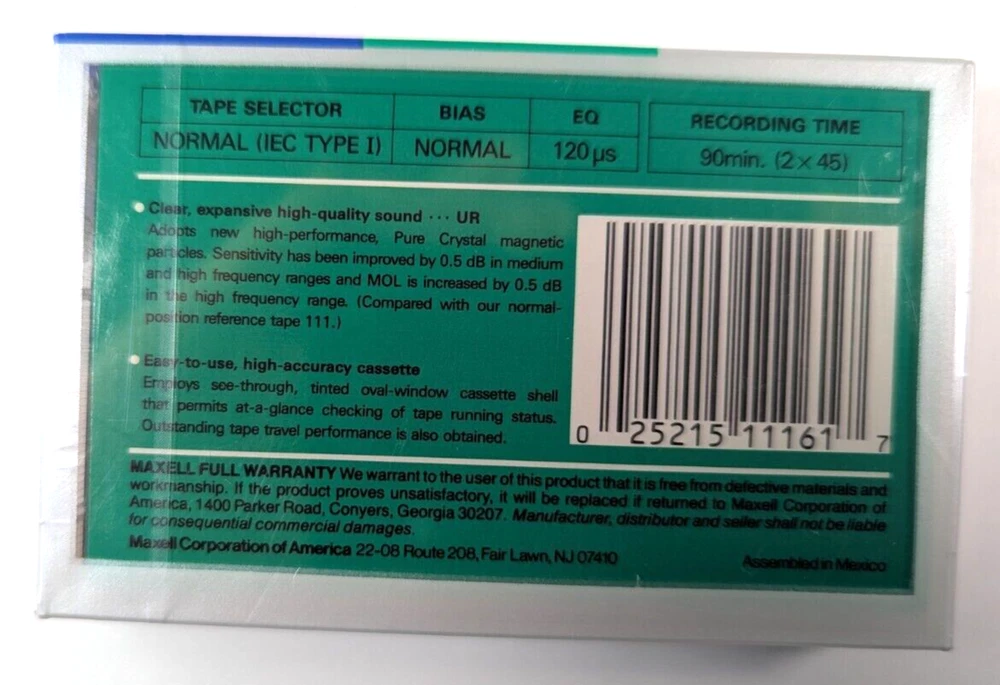 TAPE SELECTOR BIAS EQ RECORDING TIME
NORMAL (IEC TYPE I) NORMAL 120µs 90min. (2 × 45)
● Clear, expansive high-quality sound ··· UR
Adopts new high-performance, Pure Crystal magnetic
particles. Sensitivity has been improved by 0.5 dB in medium
and high frequency ranges and MOL is increased by 0.5 dB
in the high frequency range. (Compared with our normal-
position reference tape 111.)
● Easy-to-use, high-accuracy cassette
Employs see-through, tinted oval-window cassette shell
that permits at-a-glance checking of tape running status.
Outstanding tape travel performance is also obtained.
0 25215 11161 7
MAXELL FULL WARRANTY We warrant to the user of this product that it is free from defective materials and
workmanship. If the product proves unsatisfactory, it will be replaced if returned to Maxell Corporation of
America, 1400 Parker Road, Conyers, Georgia 30207. Manufacturer, distributor and seller shall not be liable
for consequential commercial damages.
Maxell Corporation of America 22-08 Route 208, Fair Lawn, NJ 07410 Assembled in Mexico